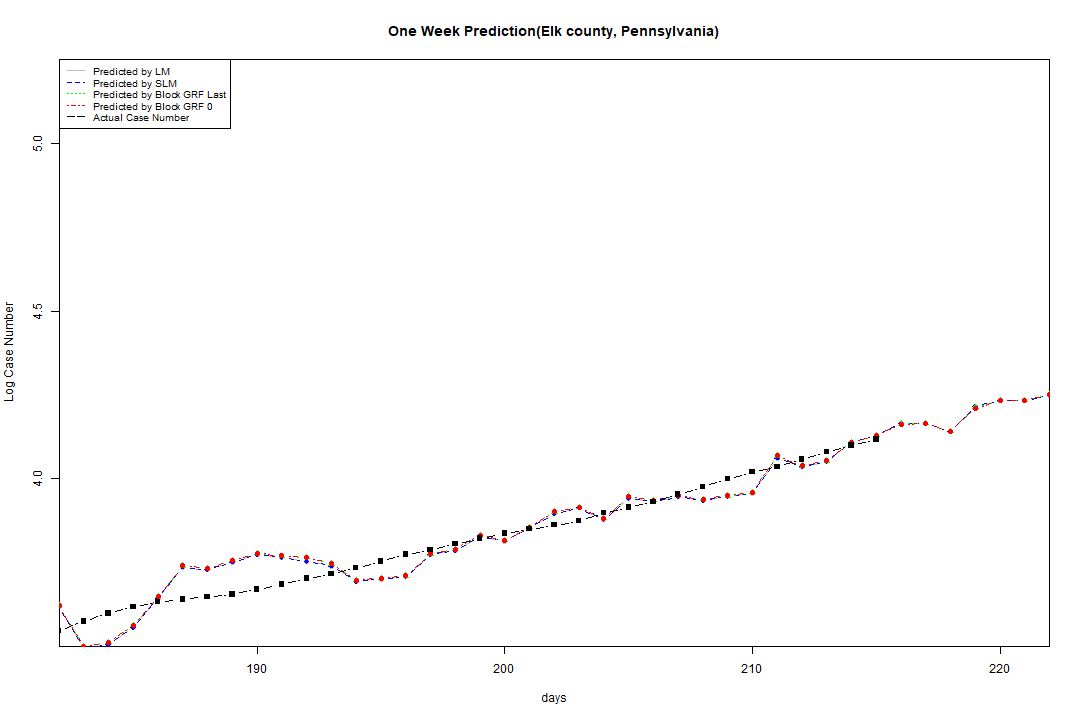 One Week Prediction(Elk county, Pennsylvania)
Predicted by LM
Predicted by SLM
Predicted by Block GRF Last
Predicted by Block GRF 0
Actual Case Number
5.0
4.5
4.0
Log Case Number
190 200 210 220
days